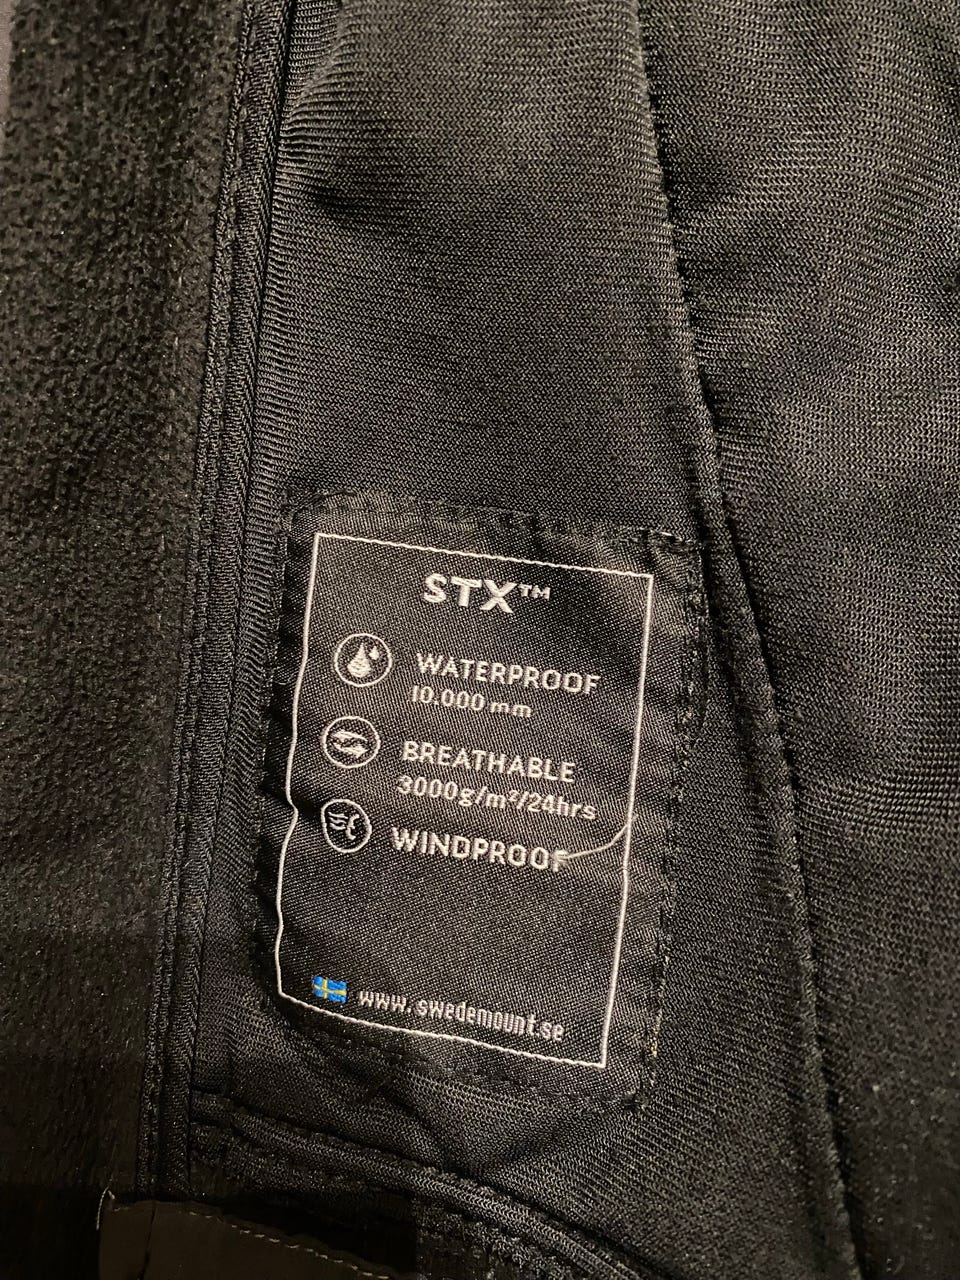 STX™
WATERPROOF
10.000 mm
BREATHABLE
3000g/m²/24hrs
WINDPROOF
www.swedemount.se